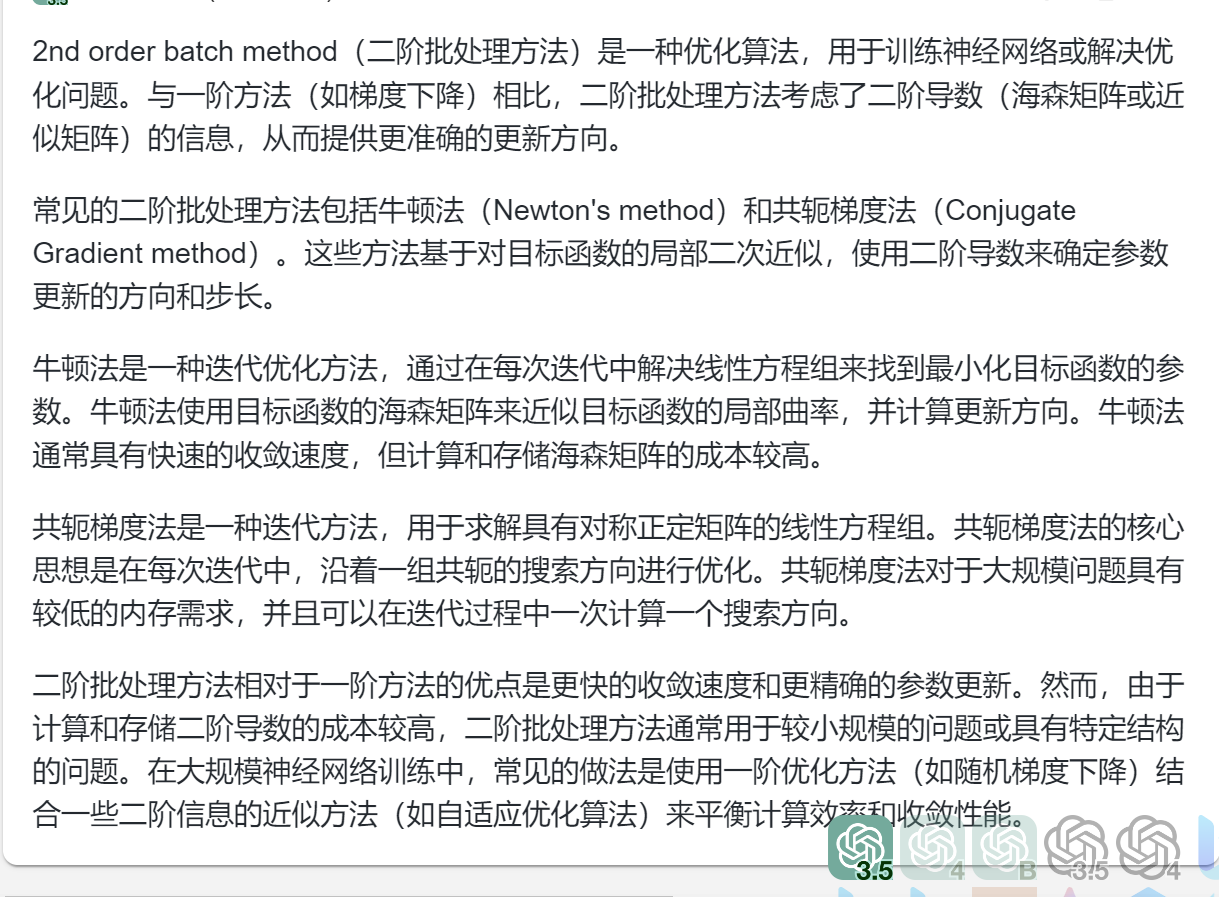 3.5
2nd order batch method（二阶批处理方法）是一种优化算法，用于训练神经网络或解决优
化问题。与一阶方法（如梯度下降）相比，二阶批处理方法考虑了二阶导数（海森矩阵或近
似矩阵）的信息，从而提供更准确的更新方向。
常见的二阶批处理方法包括牛顿法（Newton's method）和共轭梯度法（Conjugate
Gradient method）。这些方法基于对目标函数的局部二次近似，使用二阶导数来确定参数
更新的方向和步长。
牛顿法是一种迭代优化方法，通过在每次迭代中解决线性方程组来找到最小化目标函数的参
数。牛顿法使用目标函数的海森矩阵来近似目标函数的局部曲率，并计算更新方向。牛顿法
通常具有快速的收敛速度，但计算和存储海森矩阵的成本较高。
共轭梯度法是一种迭代方法，用于求解具有对称正定矩阵的线性方程组。共轭梯度法的核心
思想是在每次迭代中，沿着一组共轭的搜索方向进行优化。共轭梯度法对于大规模问题具有
较低的内存需求，并且可以在迭代过程中一次计算一个搜索方向。
二阶批处理方法相对于一阶方法的优点是更快的收敛速度和更精确的参数更新。然而，由于
计算和存储二阶导数的成本较高，二阶批处理方法通常用于较小规模的问题或具有特定结构
的问题。在大规模神经网络训练中，常见的做法是使用一阶优化方法（如随机梯度下降）结
合一些二阶信息的近似方法（如自适应优化算法）来平衡计算效率和收敛性能。
3.5 4 B 3.5 4